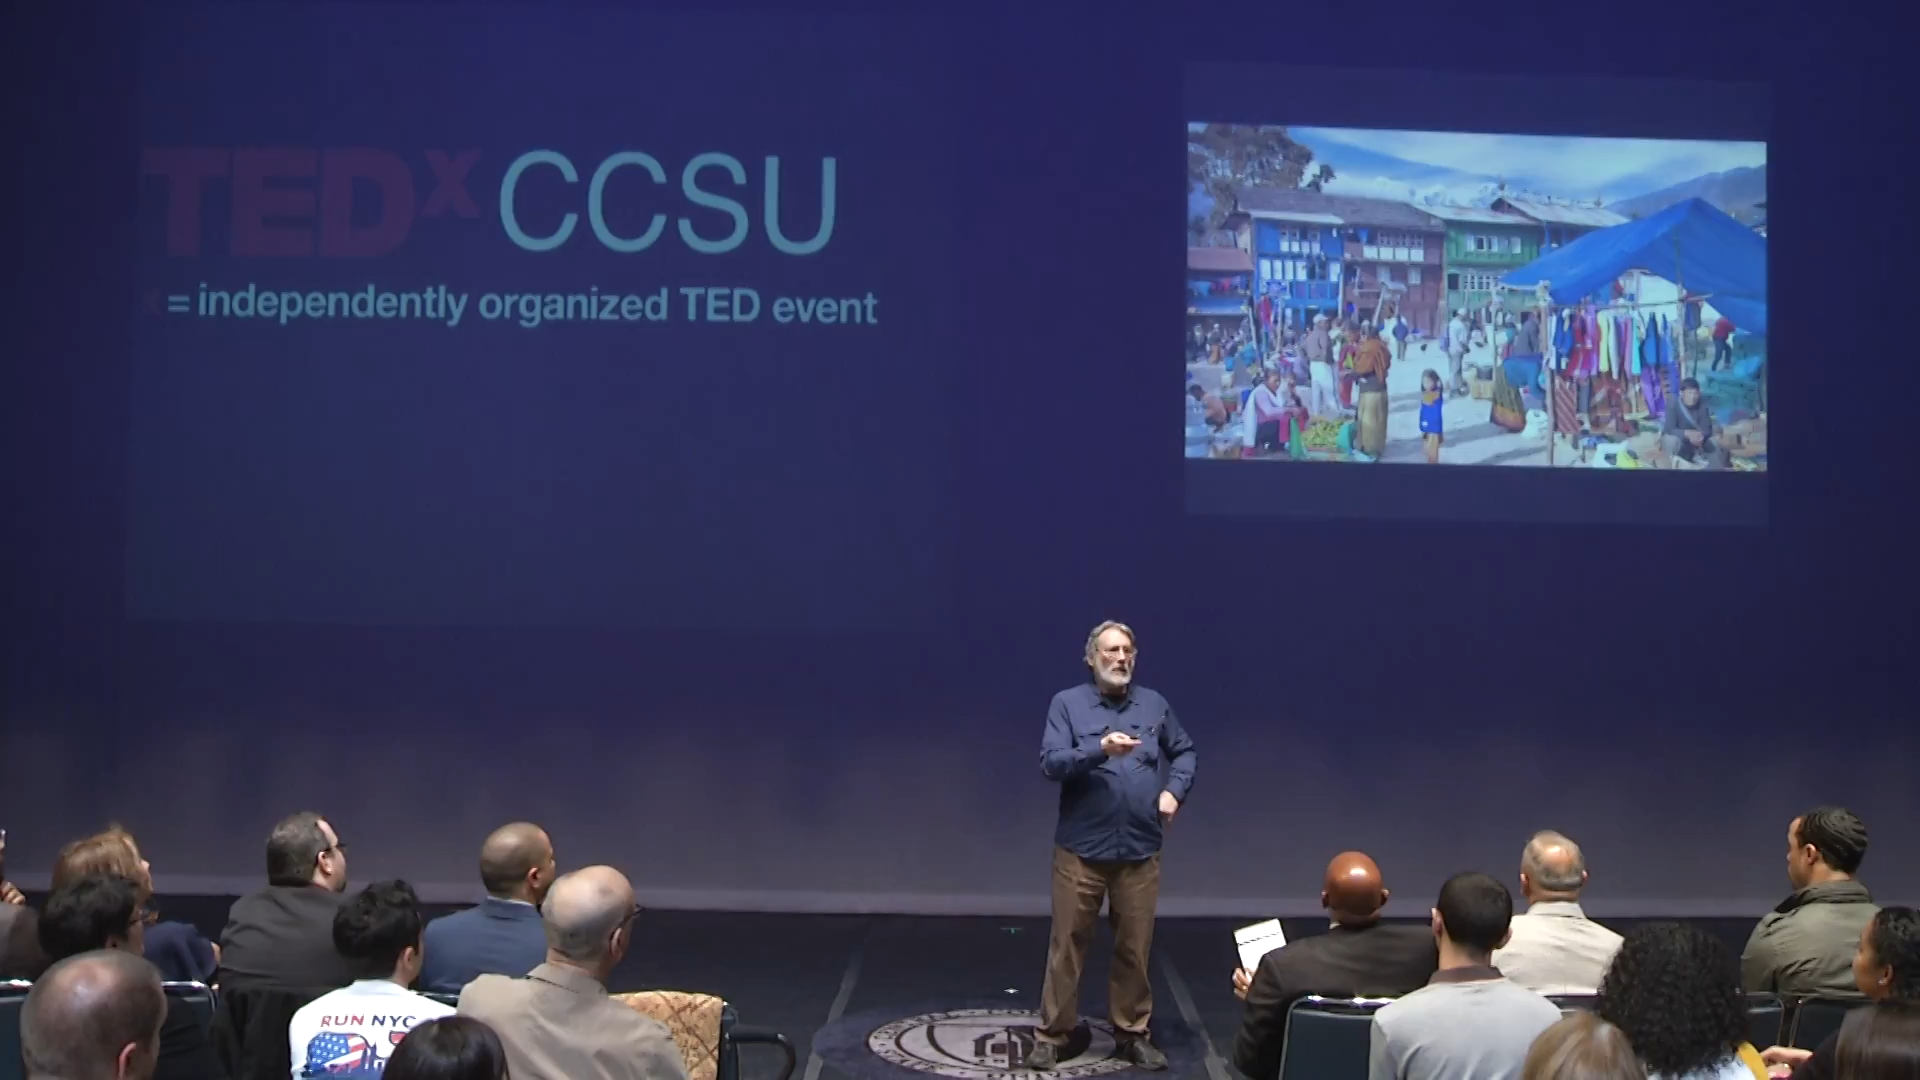 TEDx CCSU
x = independently organized TED event
RUN NYC